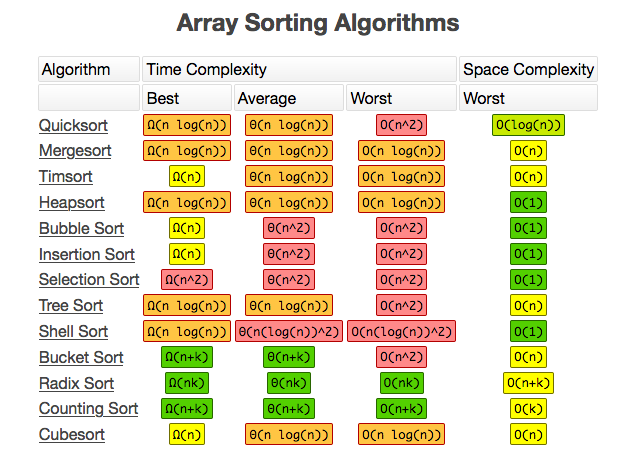 Array Sorting Algorithms
Algorithm Time Complexity Space Complexity
Best Average Worst Worst
Quicksort Ω(n log(n)) Θ(n log(n)) O(n^2) O(log(n))
Mergesort Ω(n log(n)) Θ(n log(n)) O(n log(n)) O(n)
Timsort Ω(n) Θ(n log(n)) O(n log(n)) O(n)
Heapsort Ω(n log(n)) Θ(n log(n)) O(n log(n)) O(1)
Bubble Sort Ω(n) Θ(n^2) O(n^2) O(1)
Insertion Sort Ω(n) Θ(n^2) O(n^2) O(1)
Selection Sort Ω(n^2) Θ(n^2) O(n^2) O(1)
Tree Sort Ω(n log(n)) Θ(n log(n)) O(n^2) O(n)
Shell Sort Ω(n log(n)) Θ(n(log(n))^2) O(n(log(n))^2) O(1)
Bucket Sort Ω(n+k) Θ(n+k) O(n^2) O(n)
Radix Sort Ω(nk) Θ(nk) O(nk) O(n+k)
Counting Sort Ω(n+k) Θ(n+k) O(n+k) O(k)
Cubesort Ω(n) Θ(n log(n)) O(n log(n)) O(n)